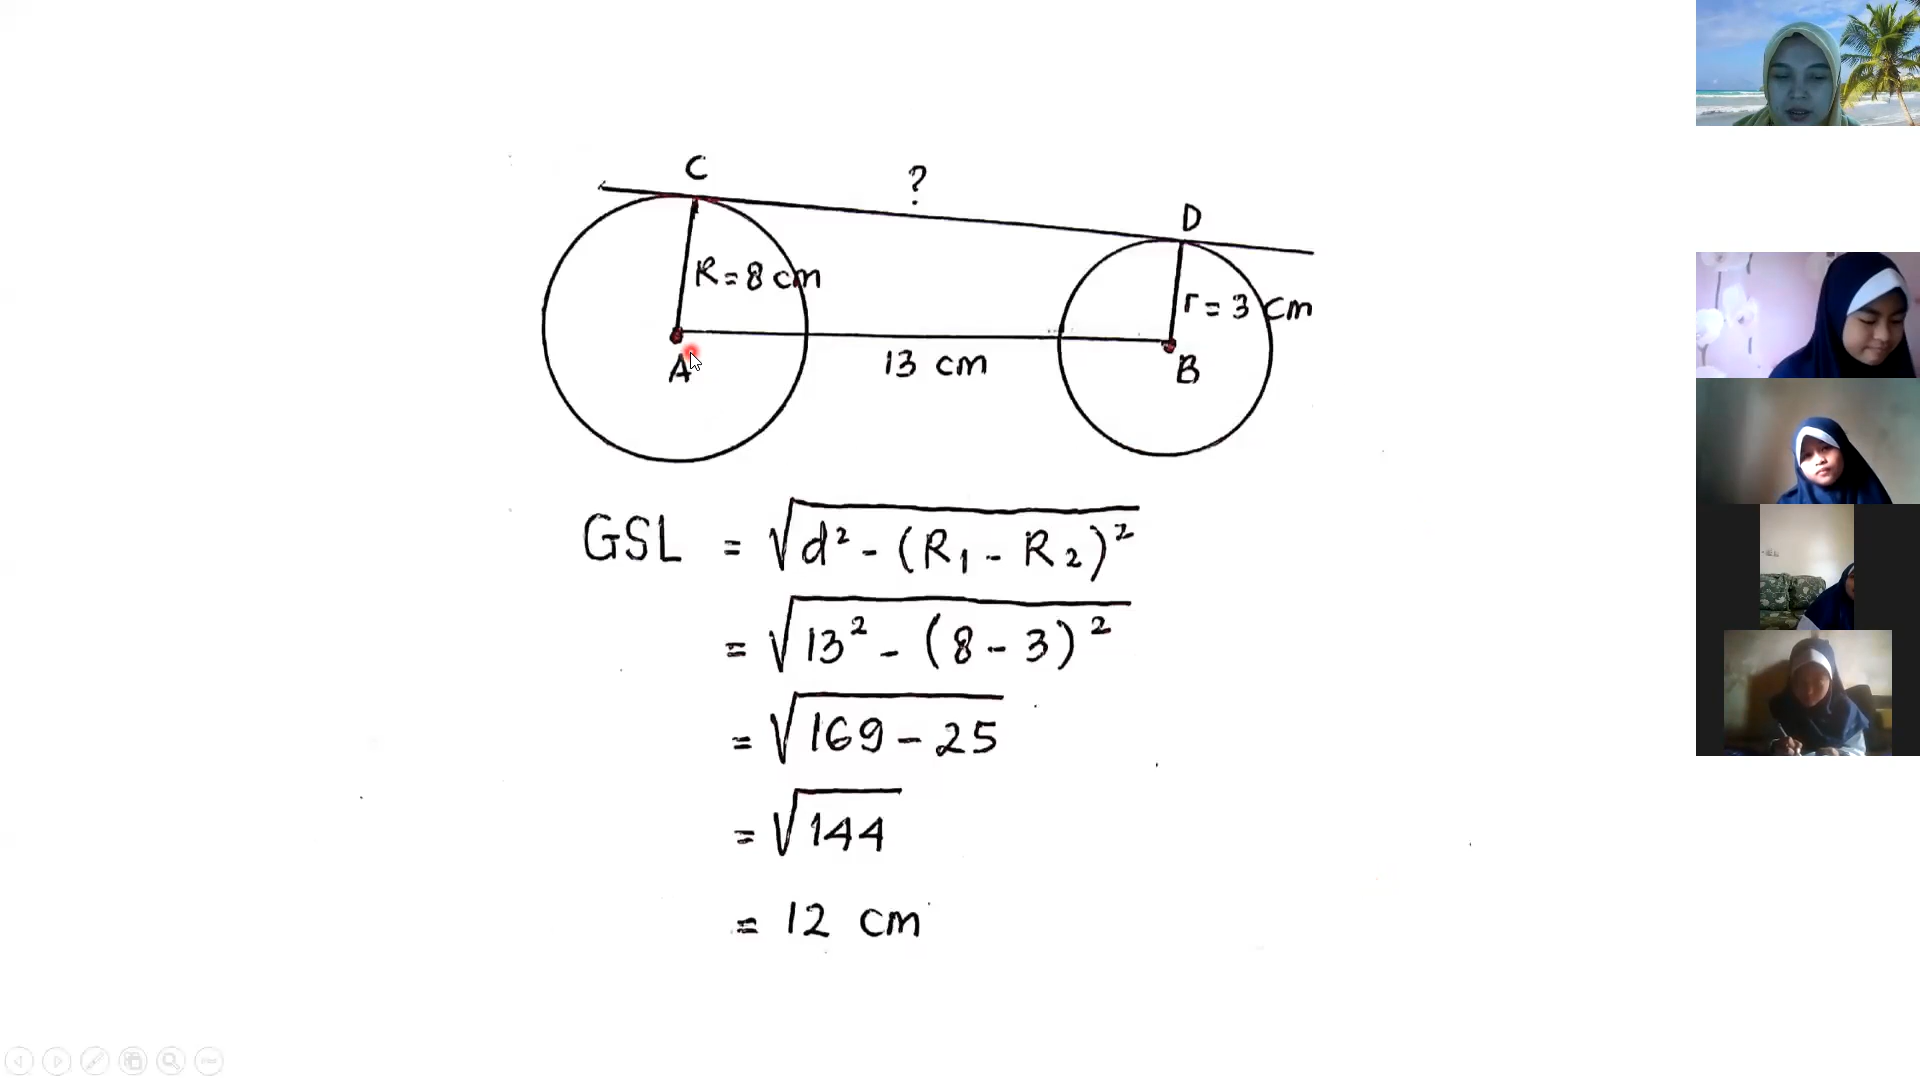 C
?
D
R = 8 cm
r = 3 cm
A
13 cm
B
GSL = √d² - (R₁ - R₂)²
= √13² - (8 - 3)²
= √169 - 25
= √144
= 12 cm